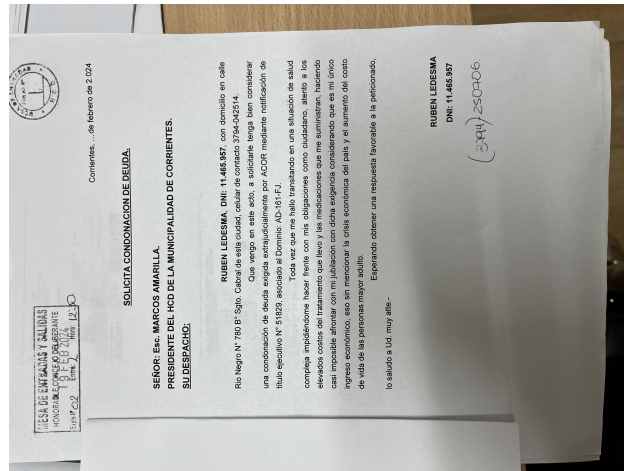 MESA DE ENTRADAS Y SALIDAS
HONORABLE CONCEJO DELIBERANTE
19 FEB 2024
Hora: 12:30
Corrientes, ...de febrero de 2.024
SOLICITA CONDONACION DE DEUDA.
SEÑOR: Esc. MARCOS AMARILLA.
PRESIDENTE DEL HCD DE LA MUNICIPALIDAD DE CORRIENTES.
SU DESPACHO:
RUBEN LEDESMA, DNI: 11.465.957, con domicilio en calle
Rio Negro N° 780 B° Sgto. Cabral de esta ciudad, celular de contacto 3794-042514.
Que vengo en este acto, a solicitarle tenga bien considerar
una condonación de deuda exigida extrajudicialmente por ACOR mediante notificación de
titulo ejecutivo N° 51829, asociado al Dominio: AD-161-FJ.
Toda vez que me hallo transitando en una situación de salud
compleja impidiéndome hacer frente con mis obligaciones como ciudadano, atento a los
elevados costos del tratamiento que llevo y las medicaciones que me suministran, haciendo
casi imposible afrontar con mi jubilación con dicha exigencia considerando que es mi único
ingreso económico, eso sin mencionar la crisis económica del país y el aumento del costo
de vida de las personas mayor adulto.
Esperando obtener una respuesta favorable a la peticionado,
lo saludo a Ud. muy atte.-
RUBEN LEDESMA
DNI: 11.465.957